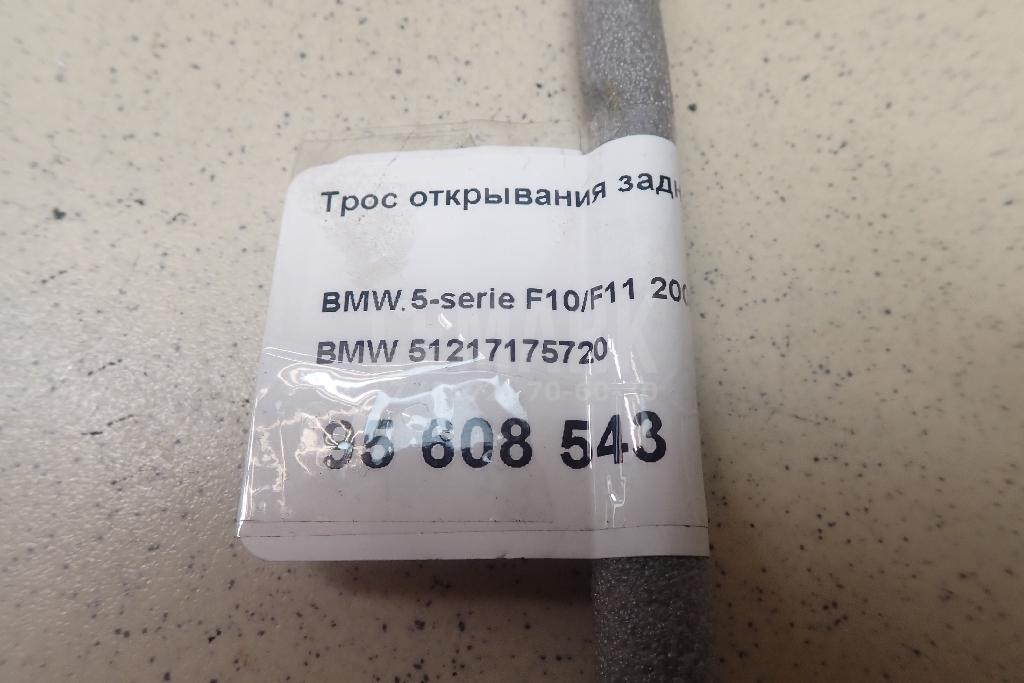 Трос открывания задн
BMW 5-serie F10/F11 200
BMW 51217175720
95 608 543